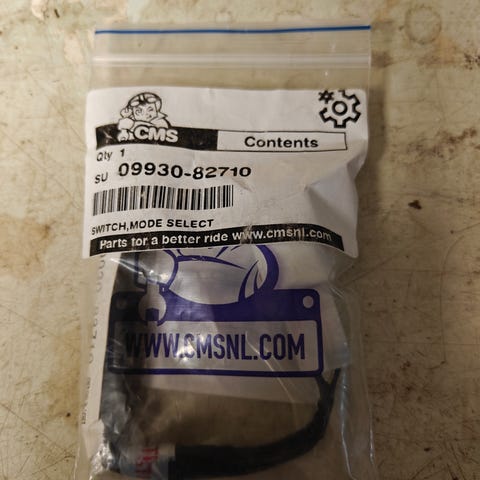 CMS
Contents
Qty 1
SU 09930-82710
SWITCH,MODE SELECT
Parts for a better ride www.cmsnl.com
WWW.CMSNL.COM